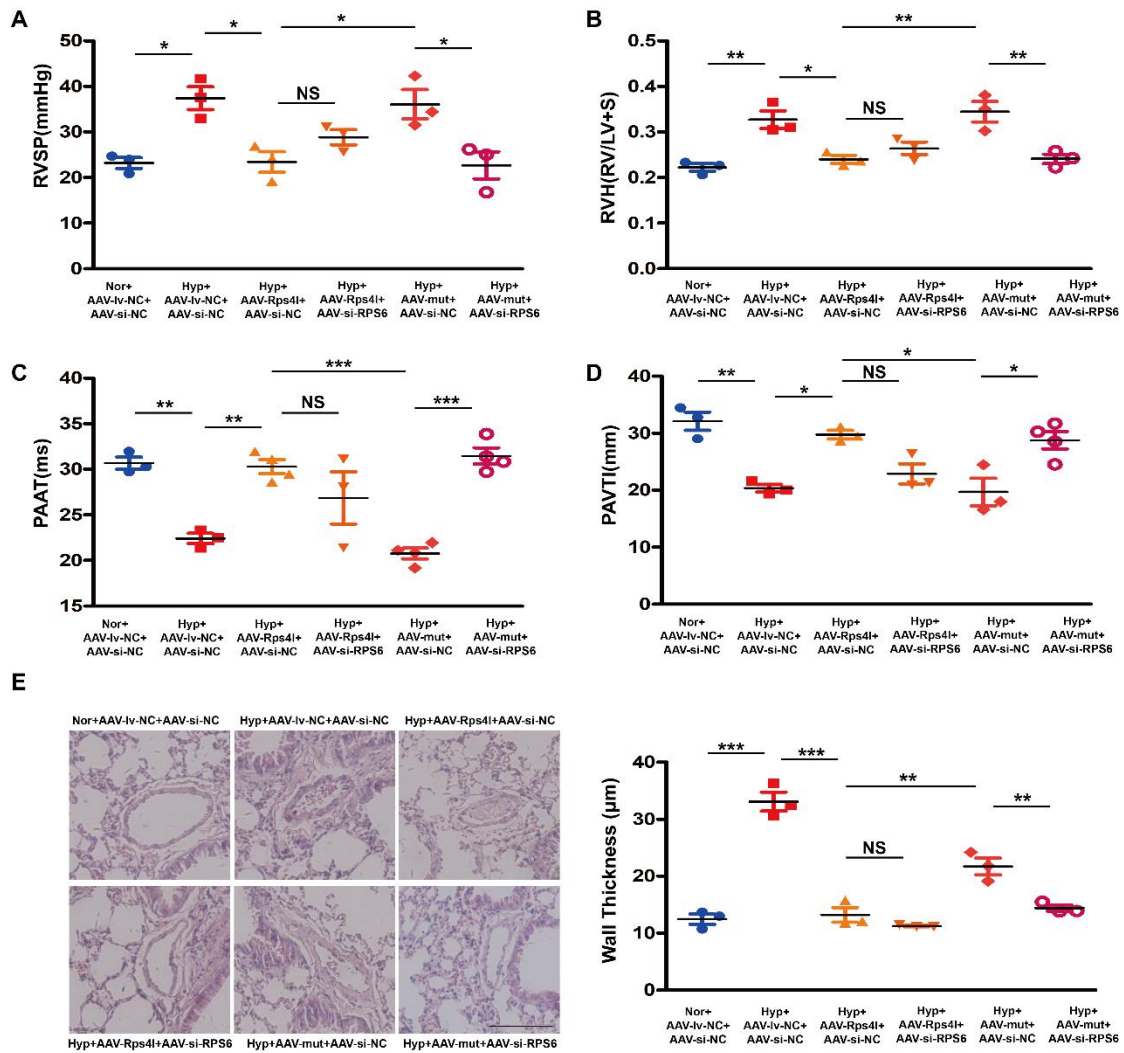 A
RVSP(mmHg)
50
40
30
20
10
0
*
*
*
NS
*
Nor+ Hyp+ Hyp+ Hyp+ Hyp+ Hyp+
AAV-lv-NC+ AAV-lv-NC+ AAV-Rps4l+ AAV-Rps4l+ AAV-mut+ AAV-mut+
AAV-si-NC AAV-si-NC AAV-si-NC AAV-si-RPS6 AAV-si-NC AAV-si-RPS6
B
RVH(RV/LV+S)
0.5
0.4
0.3
0.2
0.1
0.0
**
*
**
NS
**
Nor+ Hyp+ Hyp+ Hyp+ Hyp+ Hyp+
AAV-lv-NC+ AAV-lv-NC+ AAV-Rps4l+ AAV-Rps4l+ AAV-mut+ AAV-mut+
AAV-si-NC AAV-si-NC AAV-si-NC AAV-si-RPS6 AAV-si-NC AAV-si-RPS6
C
PAAT(ms)
40
35
30
25
20
15
**
**
***
NS
***
Nor+ Hyp+ Hyp+ Hyp+ Hyp+ Hyp+
AAV-lv-NC+ AAV-lv-NC+ AAV-Rps4l+ AAV-Rps4l+ AAV-mut+ AAV-mut+
AAV-si-NC AAV-si-NC AAV-si-NC AAV-si-RPS6 AAV-si-NC AAV-si-RPS6
D
PAVTI(mm)
40
30
20
10
0
**
*
*
NS
*
Nor+ Hyp+ Hyp+ Hyp+ Hyp+ Hyp+
AAV-lv-NC+ AAV-lv-NC+ AAV-Rps4l+ AAV-Rps4l+ AAV-mut+ AAV-mut+
AAV-si-NC AAV-si-NC AAV-si-NC AAV-si-RPS6 AAV-si-NC AAV-si-RPS6
E
Nor+AAV-lv-NC+AAV-si-NC Hyp+AAV-lv-NC+AAV-si-NC Hyp+AAV-Rps4l+AAV-si-NC
Hyp+AAV-Rps4l+AAV-si-RPS6 Hyp+AAV-mut+AAV-si-NC Hyp+AAV-mut+AAV-si-RPS6
Wall Thickness (μm)
40
30
20
10
0
***
***
**
NS
**
Nor+ Hyp+ Hyp+ Hyp+ Hyp+ Hyp+
AAV-lv-NC+ AAV-lv-NC+ AAV-Rps4l+ AAV-Rps4l+ AAV-mut+ AAV-mut+
AAV-si-NC AAV-si-NC AAV-si-NC AAV-si-RPS6 AAV-si-NC AAV-si-RPS6